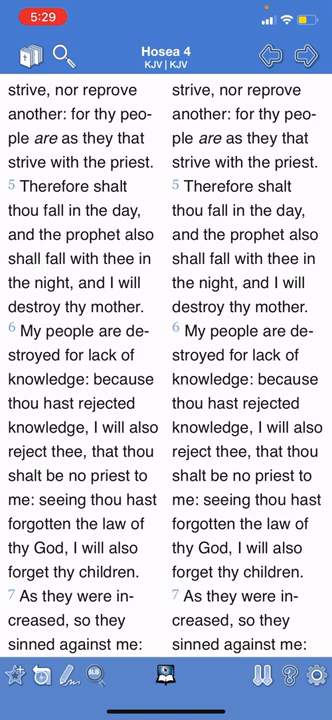 5:29
Hosea 4
KJV | KJV
strive, nor reprove
another: for thy peo-
ple are as they that
strive with the priest.
5 Therefore shalt
thou fall in the day,
and the prophet also
shall fall with thee in
the night, and I will
destroy thy mother.
6 My people are de-
stroyed for lack of
knowledge: because
thou hast rejected
knowledge, I will also
reject thee, that thou
shalt be no priest to
me: seeing thou hast
forgotten the law of
thy God, I will also
forget thy children.
7 As they were in-
creased, so they
sinned against me:
strive, nor reprove
another: for thy peo-
ple are as they that
strive with the priest.
5 Therefore shalt
thou fall in the day,
and the prophet also
shall fall with thee in
the night, and I will
destroy thy mother.
6 My people are de-
stroyed for lack of
knowledge: because
thou hast rejected
knowledge, I will also
reject thee, that thou
shalt be no priest to
me: seeing thou hast
forgotten the law of
thy God, I will also
forget thy children.
7 As they were in-
creased, so they
sinned against me:
BLB